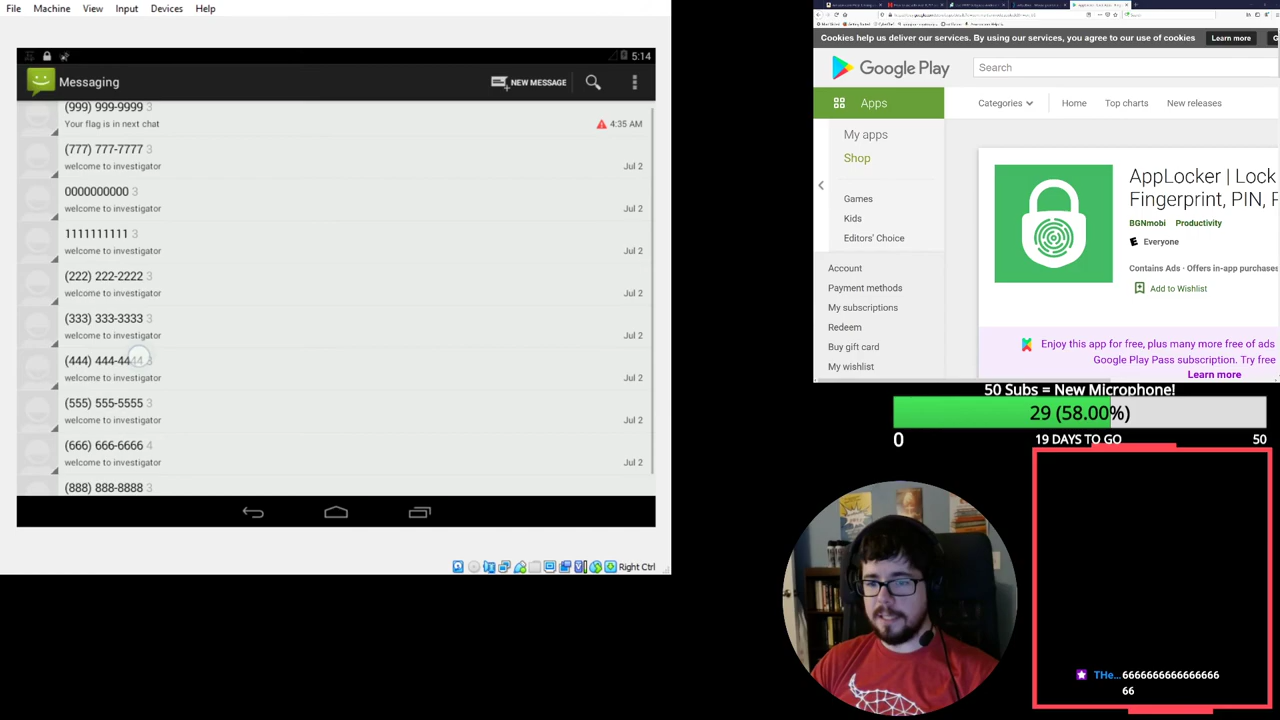 File Machine View Input Devices Help
5:14
Messaging
NEW MESSAGE
(999) 999-9999 3
Your flag is in next chat
4:35 AM
(777) 777-7777 3
welcome to investigator
Jul 2
0000000000 3
welcome to investigator
Jul 2
1111111111 3
welcome to investigator
Jul 2
(222) 222-2222 3
welcome to investigator
Jul 2
(333) 333-3333 3
welcome to investigator
Jul 2
(444) 444-4444 3
welcome to investigator
Jul 2
(555) 555-5555 3
welcome to investigator
Jul 2
(666) 666-6666 4
welcome to investigator
Jul 2
(888) 888-8888 3
Right Ctrl
Cookies help us deliver our services. By using our services, you agree to our use of cookies
Learn more
G
Google Play
Search
Apps
Categories
Home
Top charts
New releases
My apps
Shop
Games
Kids
Editors' Choice
Account
Payment methods
My subscriptions
Redeem
Buy gift card
My wishlist
AppLocker | Lock
Fingerprint, PIN, P
BGNmobi Productivity
Everyone
Contains Ads · Offers in-app purchases
Add to Wishlist
Enjoy this app for free, plus many more free of ads
Google Play Pass subscription. Try free
Learn more
50 Subs = New Microphone!
29 (58.00%)
0
19 DAYS TO GO
50
THe... 6666666666666666
66